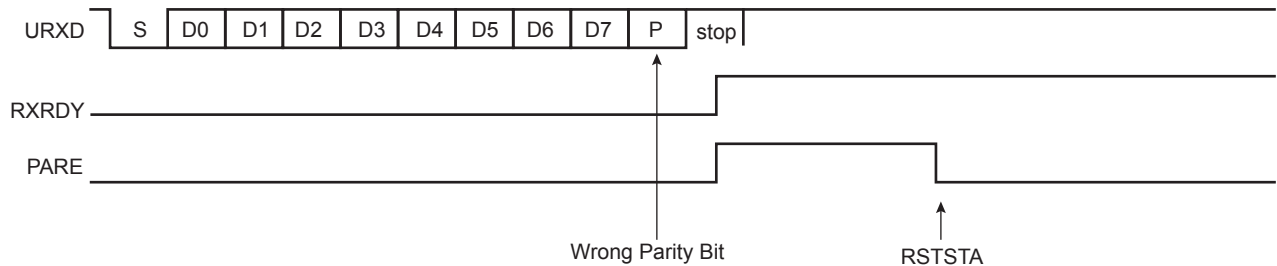 URXD S D0 D1 D2 D3 D4 D5 D6 D7 P stop
RXRDY
PARE
Wrong Parity Bit RSTSTA